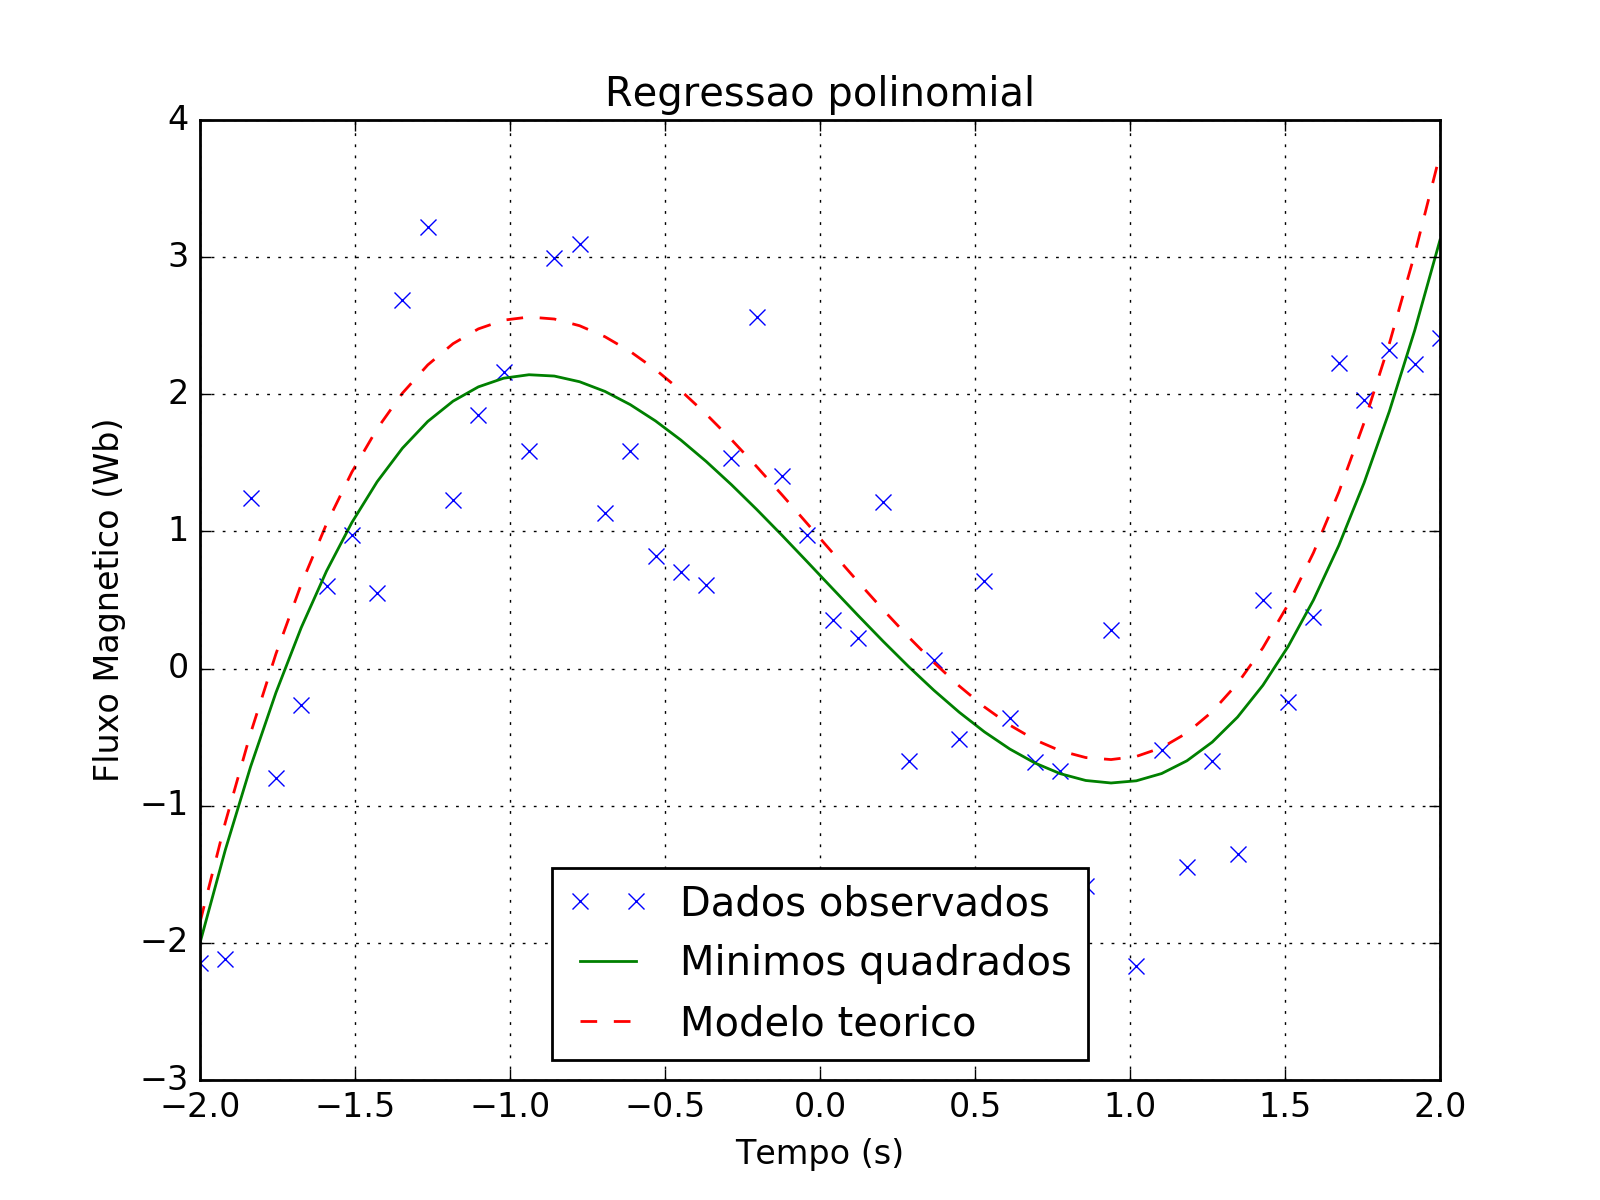 Regressao polinomial
4
3
2
1
0
−1
−2
−3
Fluxo Magnetico (Wb)
Dados observados
Minimos quadrados
Modelo teorico
−2.0 −1.5 −1.0 −0.5 0.0 0.5 1.0 1.5 2.0
Tempo (s)